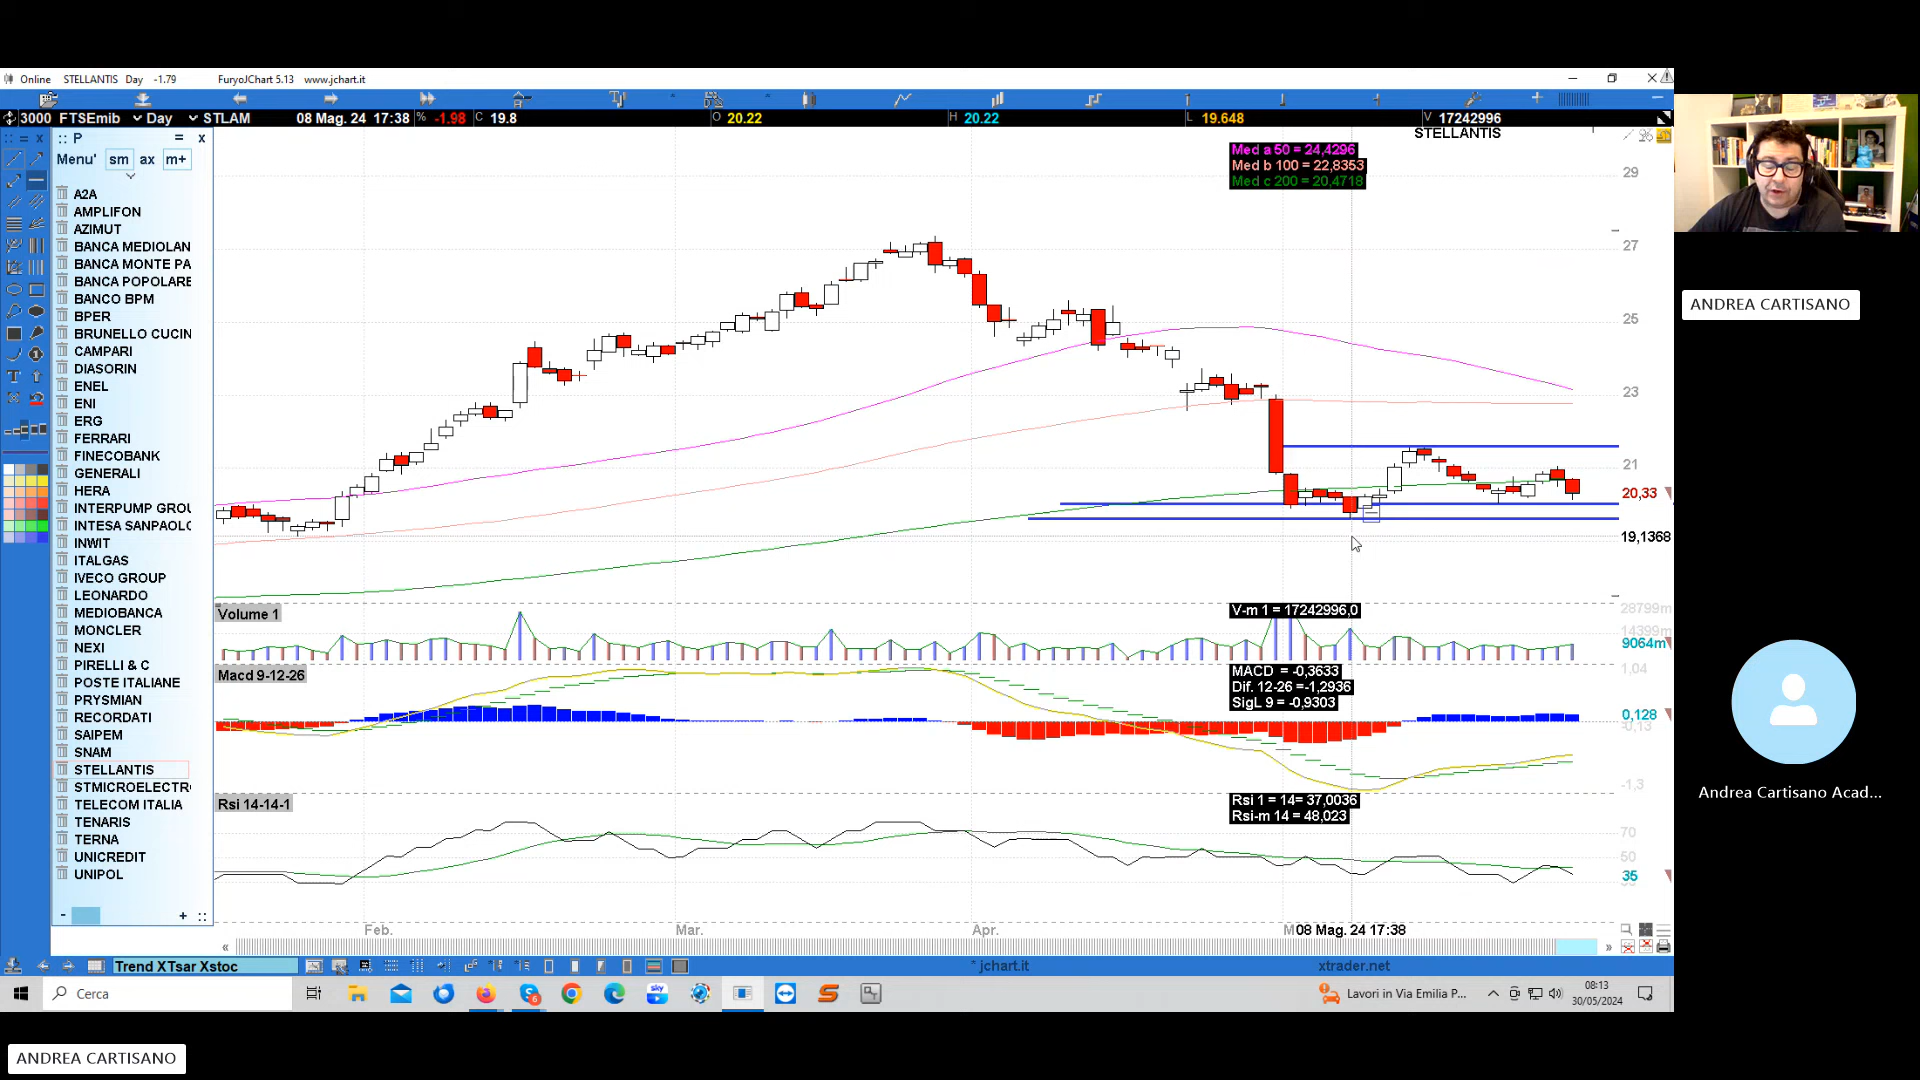 Online STELLANTIS Day -1.79 FuryoJChart 5.13 www.jchart.it
3000 FTSEmib Day STLAM 08 Mag. 24 17:38 % -1.98 C 19.8 O 20.22 H 20.22 L 19.648 V 17242996
P = x
Menu' sm ax m+
A2A
AMPLIFON
AZIMUT
BANCA MEDIOLAN
BANCA MONTE PA
BANCA POPOLARE
BANCO BPM
BPER
BRUNELLO CUCIN
CAMPARI
DIASORIN
ENEL
ENI
ERG
FERRARI
FINECOBANK
GENERALI
HERA
INTERPUMP GROU
INTESA SANPAOLO
INWIT
ITALGAS
IVECO GROUP
LEONARDO
MEDIOBANCA
MONCLER
NEXI
PIRELLI & C
POSTE ITALIANE
PRYSMIAN
RECORDATI
SAIPEM
SNAM
STELLANTIS
STMICROELECTR
TELECOM ITALIA
TENARIS
TERNA
UNICREDIT
UNIPOL
STELLANTIS
Med a 50 = 24,4296
Med b 100 = 22,8353
Med c 200 = 20,4718
29
27
25
23
21
20,33
19,1368
Volume 1
V-m 1 = 17242996,0
28799m
14399m
9064m
Macd 9-12-26
MACD = -0,3633
Dif. 12-26 =-1,2936
SigL 9 = -0,9303
1.04
0,128
-0,13
-1.3
Rsi 14-14-1
Rsi 1 = 14= 37,0036
Rsi-m 14 = 48,023
70
50
35
Feb. Mar. Apr. M 08 Mag. 24 17:38
Trend XTsar Xstoc
* jchart.it
xtrader.net
Cerca
Lavori in Via Emilia P...
08:13
30/05/2024
ANDREA CARTISANO
Andrea Cartisano Acad...
ANDREA CARTISANO